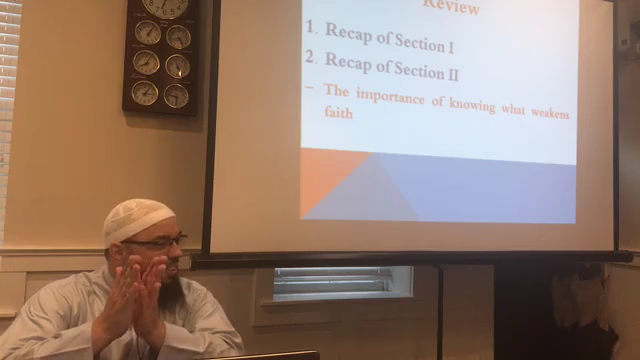 Review
1. Recap of Section I
2. Recap of Section II
– The importance of knowing what weakens
faith